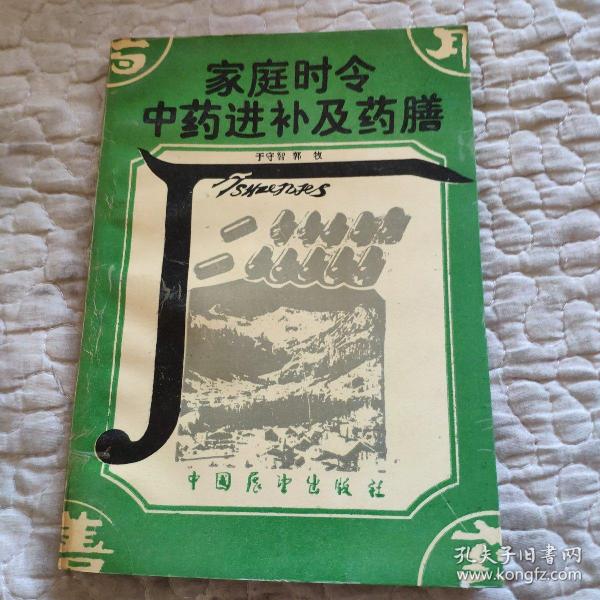 家庭时令
中药进补及药膳
于守智 郭 牧
中国展望出版社
孔夫子旧书网
www.kongfz.com